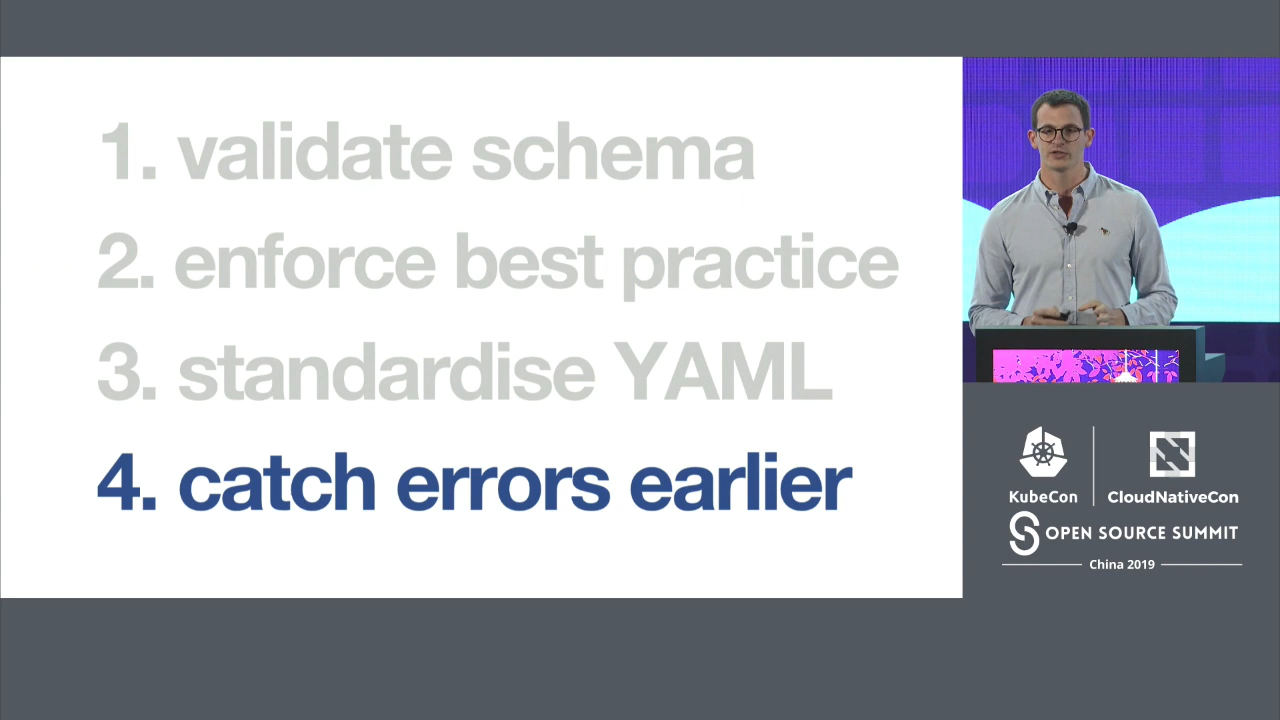 1. validate schema
2. enforce best practice
3. standardise YAML
4. catch errors earlier
KubeCon
CloudNativeCon
OPEN SOURCE SUMMIT
China 2019